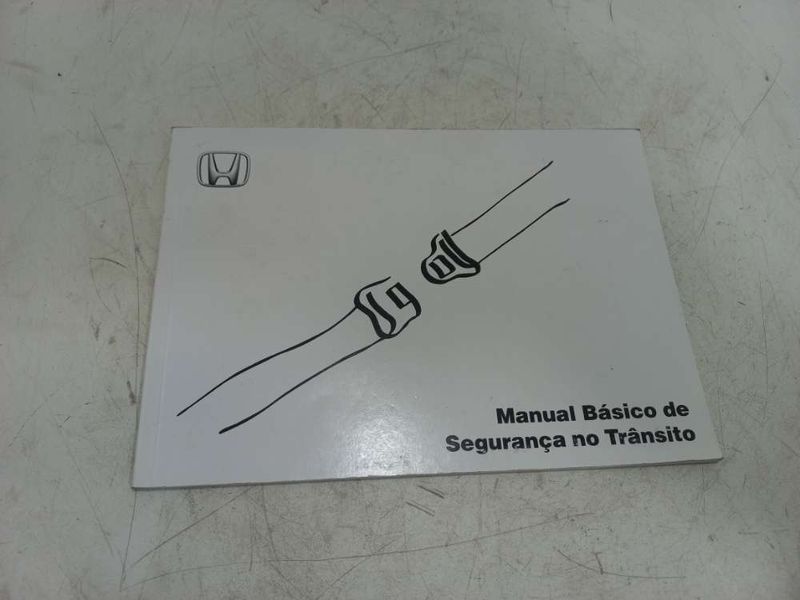 Manual Básico de
Segurança no Trânsito